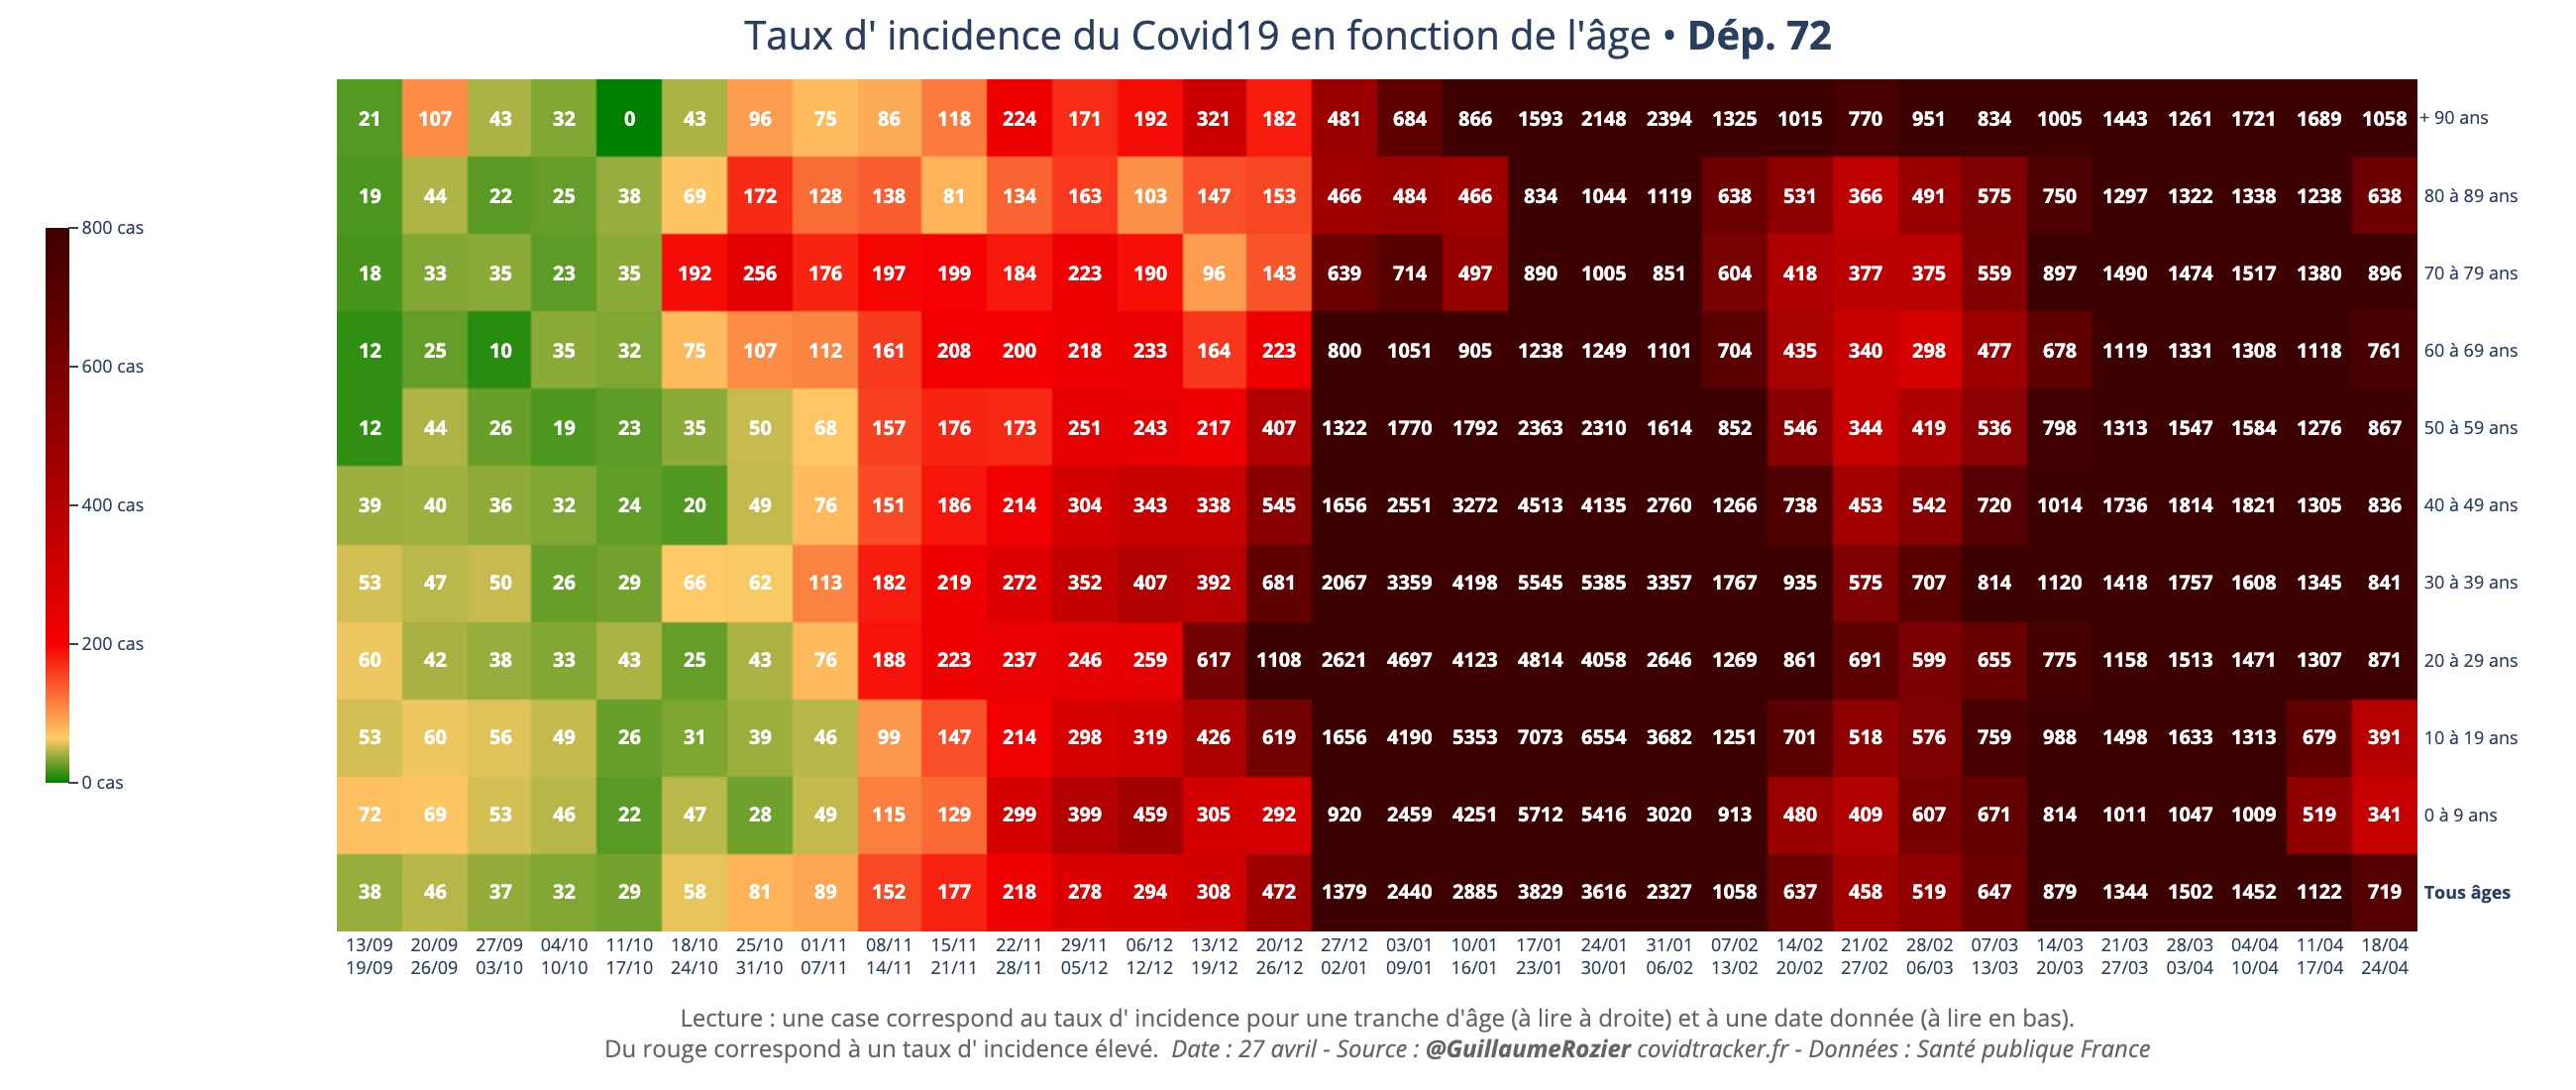 Taux d' incidence du Covid19 en fonction de l'âge • Dép. 72
21 107 43 32 0 43 96 75 86 118 224 171 192 321 182 481 684 866 1593 2148 2394 1325 1015 770 951 834 1005 1443 1261 1721 1689 1058 + 90 ans
19 44 22 25 38 69 172 128 138 81 134 163 103 147 153 466 484 466 834 1044 1119 638 531 366 491 575 750 1297 1322 1338 1238 638 80 à 89 ans
800 cas
18 33 35 23 35 192 256 176 197 199 184 223 190 96 143 639 714 497 890 1005 851 604 418 377 375 559 897 1490 1474 1517 1380 896 70 à 79 ans
12 25 10 35 32 75 107 112 161 208 200 218 233 164 223 800 1051 905 1238 1249 1101 704 435 340 298 477 678 1119 1331 1308 1118 761 60 à 69 ans
600 cas
12 44 26 19 23 35 50 68 157 176 173 251 243 217 407 1322 1770 1792 2363 2310 1614 852 546 344 419 536 798 1313 1547 1584 1276 867 50 à 59 ans
400 cas
39 40 36 32 24 20 49 76 151 186 214 304 343 338 545 1656 2551 3272 4513 4135 2760 1266 738 453 542 720 1014 1736 1814 1821 1305 836 40 à 49 ans
53 47 50 26 29 66 62 113 182 219 272 352 407 392 681 2067 3359 4198 5545 5385 3357 1767 935 575 707 814 1120 1418 1757 1608 1345 841 30 à 39 ans
200 cas
60 42 38 33 43 25 43 76 188 223 237 246 259 617 1108 2621 4697 4123 4814 4058 2646 1269 861 691 599 655 775 1158 1513 1471 1307 871 20 à 29 ans
53 60 56 49 26 31 39 46 99 147 214 298 319 426 619 1656 4190 5353 7073 6554 3682 1251 701 518 576 759 988 1498 1633 1313 679 391 10 à 19 ans
0 cas
72 69 53 46 22 47 28 49 115 129 299 399 459 305 292 920 2459 4251 5712 5416 3020 913 480 409 607 671 814 1011 1047 1009 519 341 0 à 9 ans
38 46 37 32 29 58 81 89 152 177 218 278 294 308 472 1379 2440 2885 3829 3616 2327 1058 637 458 519 647 879 1344 1502 1452 1122 719 Tous âges
13/09 20/09 27/09 04/10 11/10 18/10 25/10 01/11 08/11 15/11 22/11 29/11 06/12 13/12 20/12 27/12 03/01 10/01 17/01 24/01 31/01 07/02 14/02 21/02 28/02 07/03 14/03 21/03 28/03 04/04 11/04 18/04
19/09 26/09 03/10 10/10 17/10 24/10 31/10 07/11 14/11 21/11 28/11 05/12 12/12 19/12 26/12 02/01 09/01 16/01 23/01 30/01 06/02 13/02 20/02 27/02 06/03 13/03 20/03 27/03 03/04 10/04 17/04 24/04
Lecture : une case correspond au taux d' incidence pour une tranche d'âge (à lire à droite) et à une date donnée (à lire en bas).
Du rouge correspond à un taux d' incidence élevé. Date : 27 avril - Source : @GuillaumeRozier covidtracker.fr - Données : Santé publique France